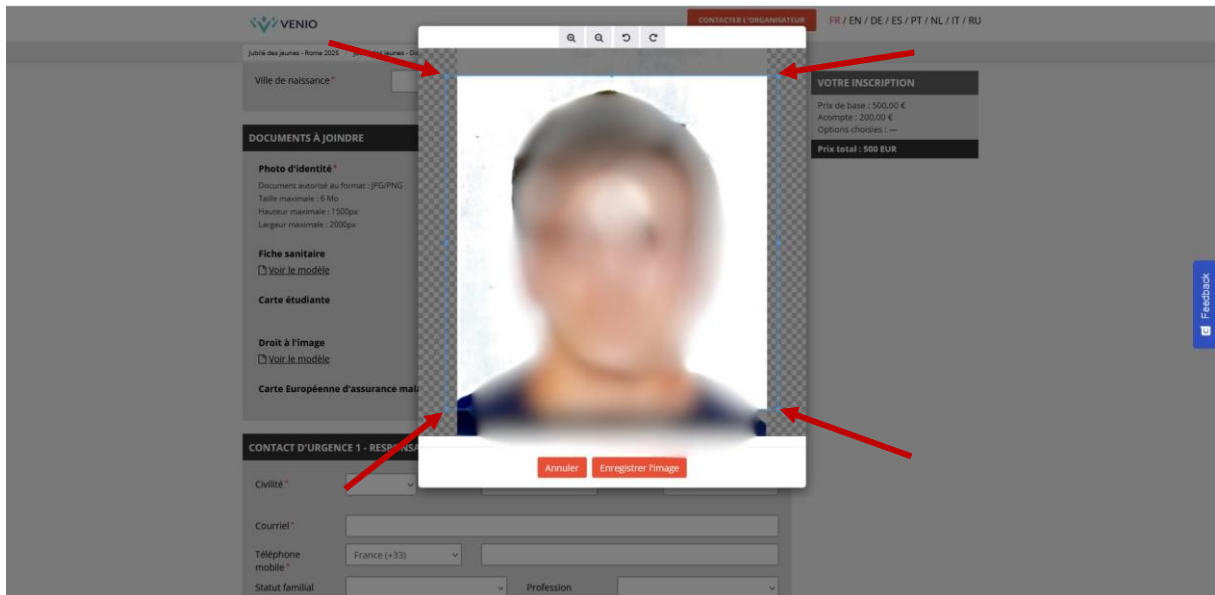 VENIO
CONTACTER L'ORGANISATEUR
FR / EN / DE / ES / PT / NL / IT / RU
Jubilé des jeunes - Rome 2025
Ville de naissance *
VOTRE INSCRIPTION
Prix de base : 500,00 €
Acompte : 200,00 €
Options choisies : —
Prix total : 500 EUR
DOCUMENTS À JOINDRE
Photo d'identité *
Document autorisé au format : JPG/PNG
Taille maximale : 6 Mo
Hauteur maximale : 1500px
Largeur maximale : 2000px
Fiche sanitaire
Voir le modèle
Carte étudiante
Droit à l'image
Voir le modèle
Carte Européenne d'assurance mala
Feedback
CONTACT D'URGENCE 1 - RESPONSA
Annuler
Enregistrer l'image
Civilité *
Courriel *
Téléphone
mobile *
France (+33)
Statut familial
Profession